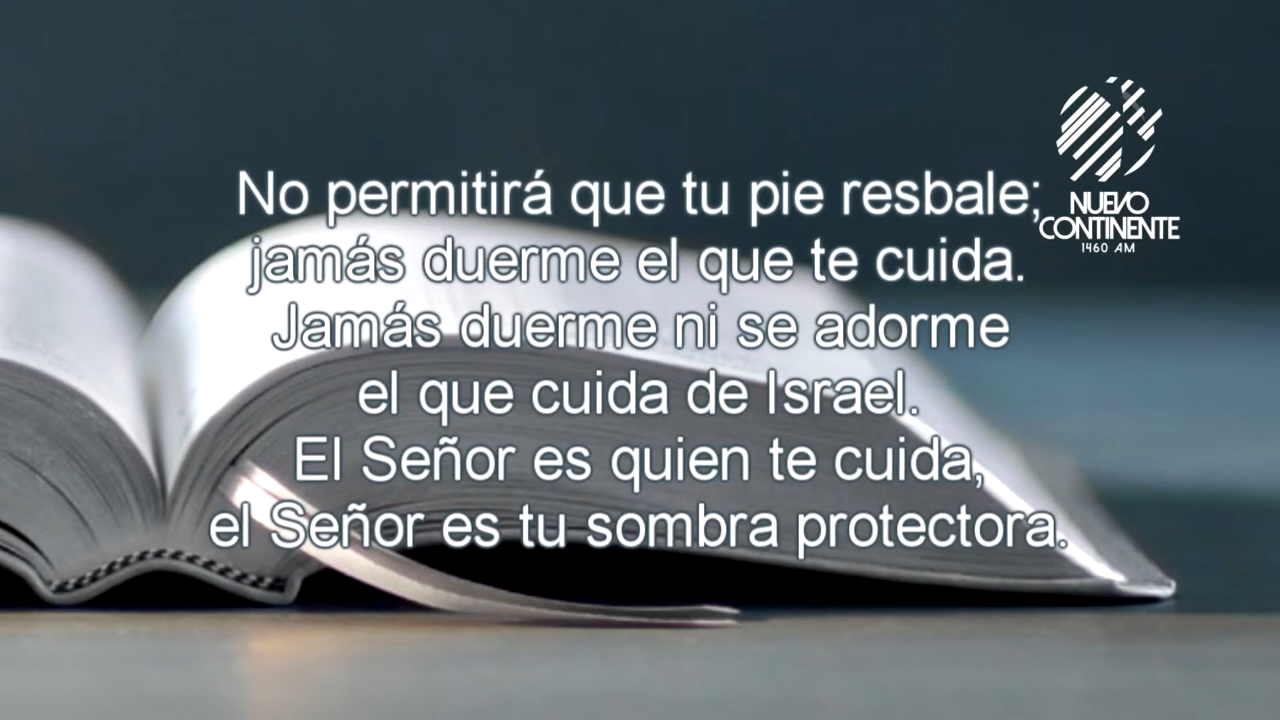 No permitirá que tu pie resbale;
jamás duerme el que te cuida.
Jamás duerme ni se adorme
el que cuida de Israel.
El Señor es quien te cuida,
el Señor es tu sombra protectora.
NUEVO
CONTINENTE
1460 AM